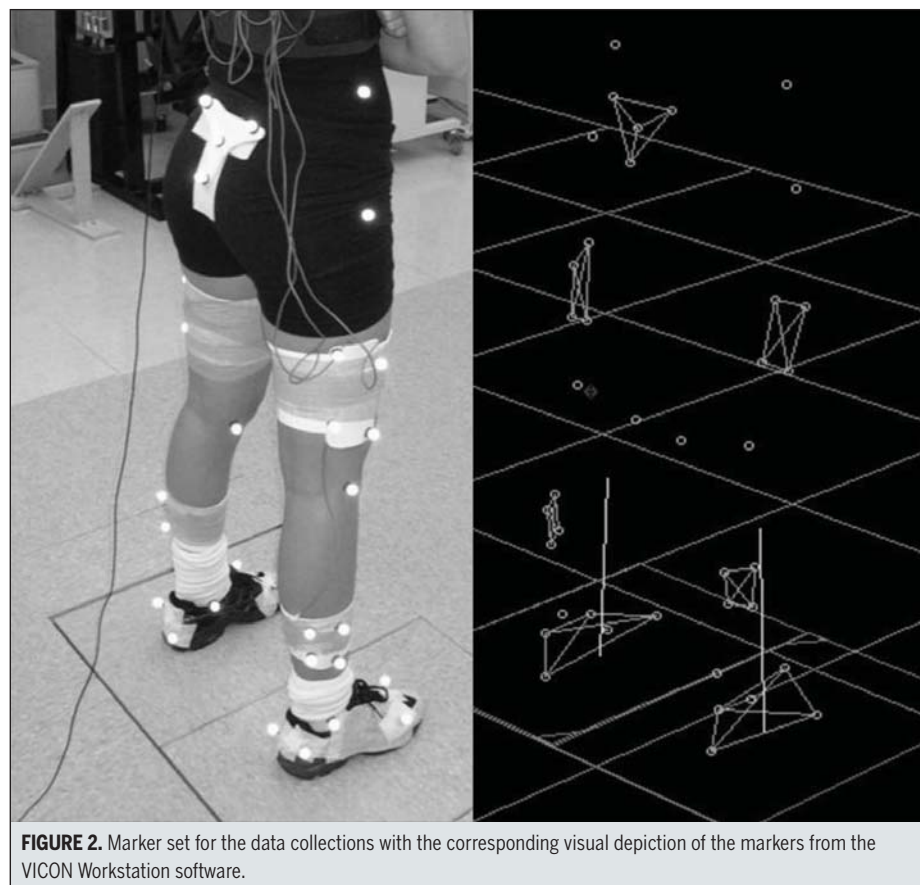 FIGURE 2. Marker set for the data collections with the corresponding visual depiction of the markers from the
VICON Workstation software.